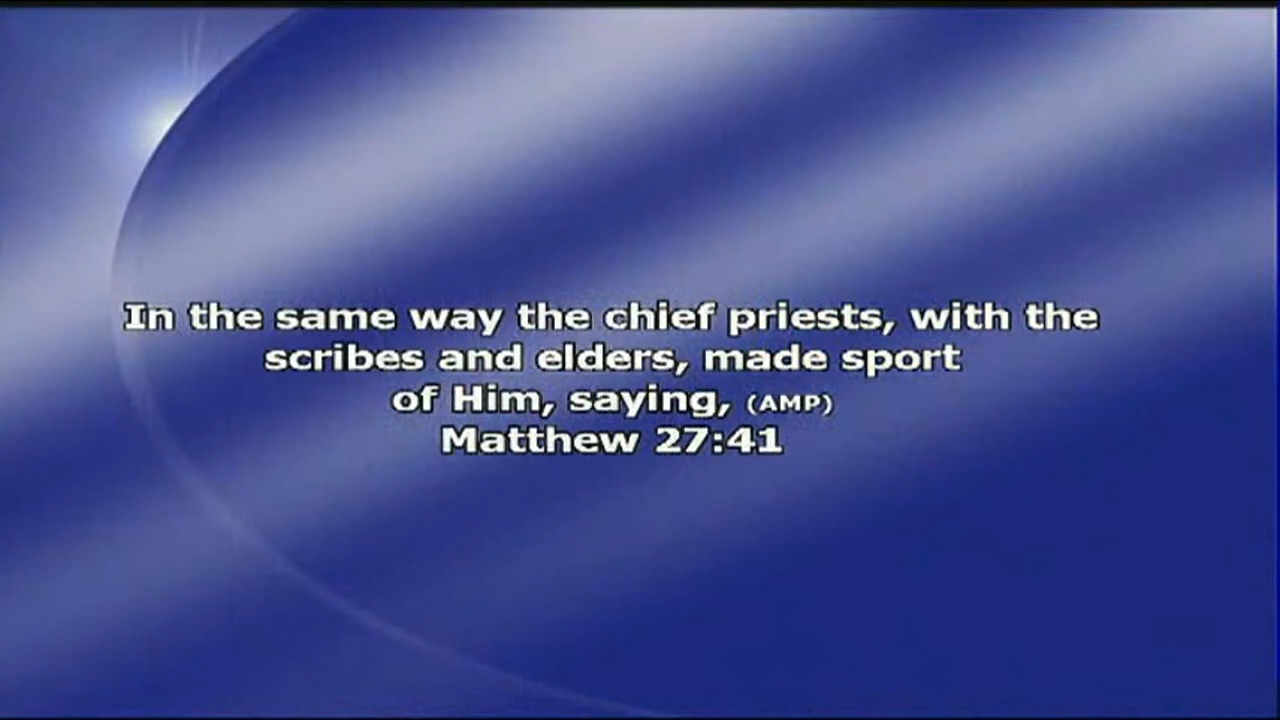 In the same way the chief priests, with the
scribes and elders, made sport
of Him, saying, (AMP)
Matthew 27:41